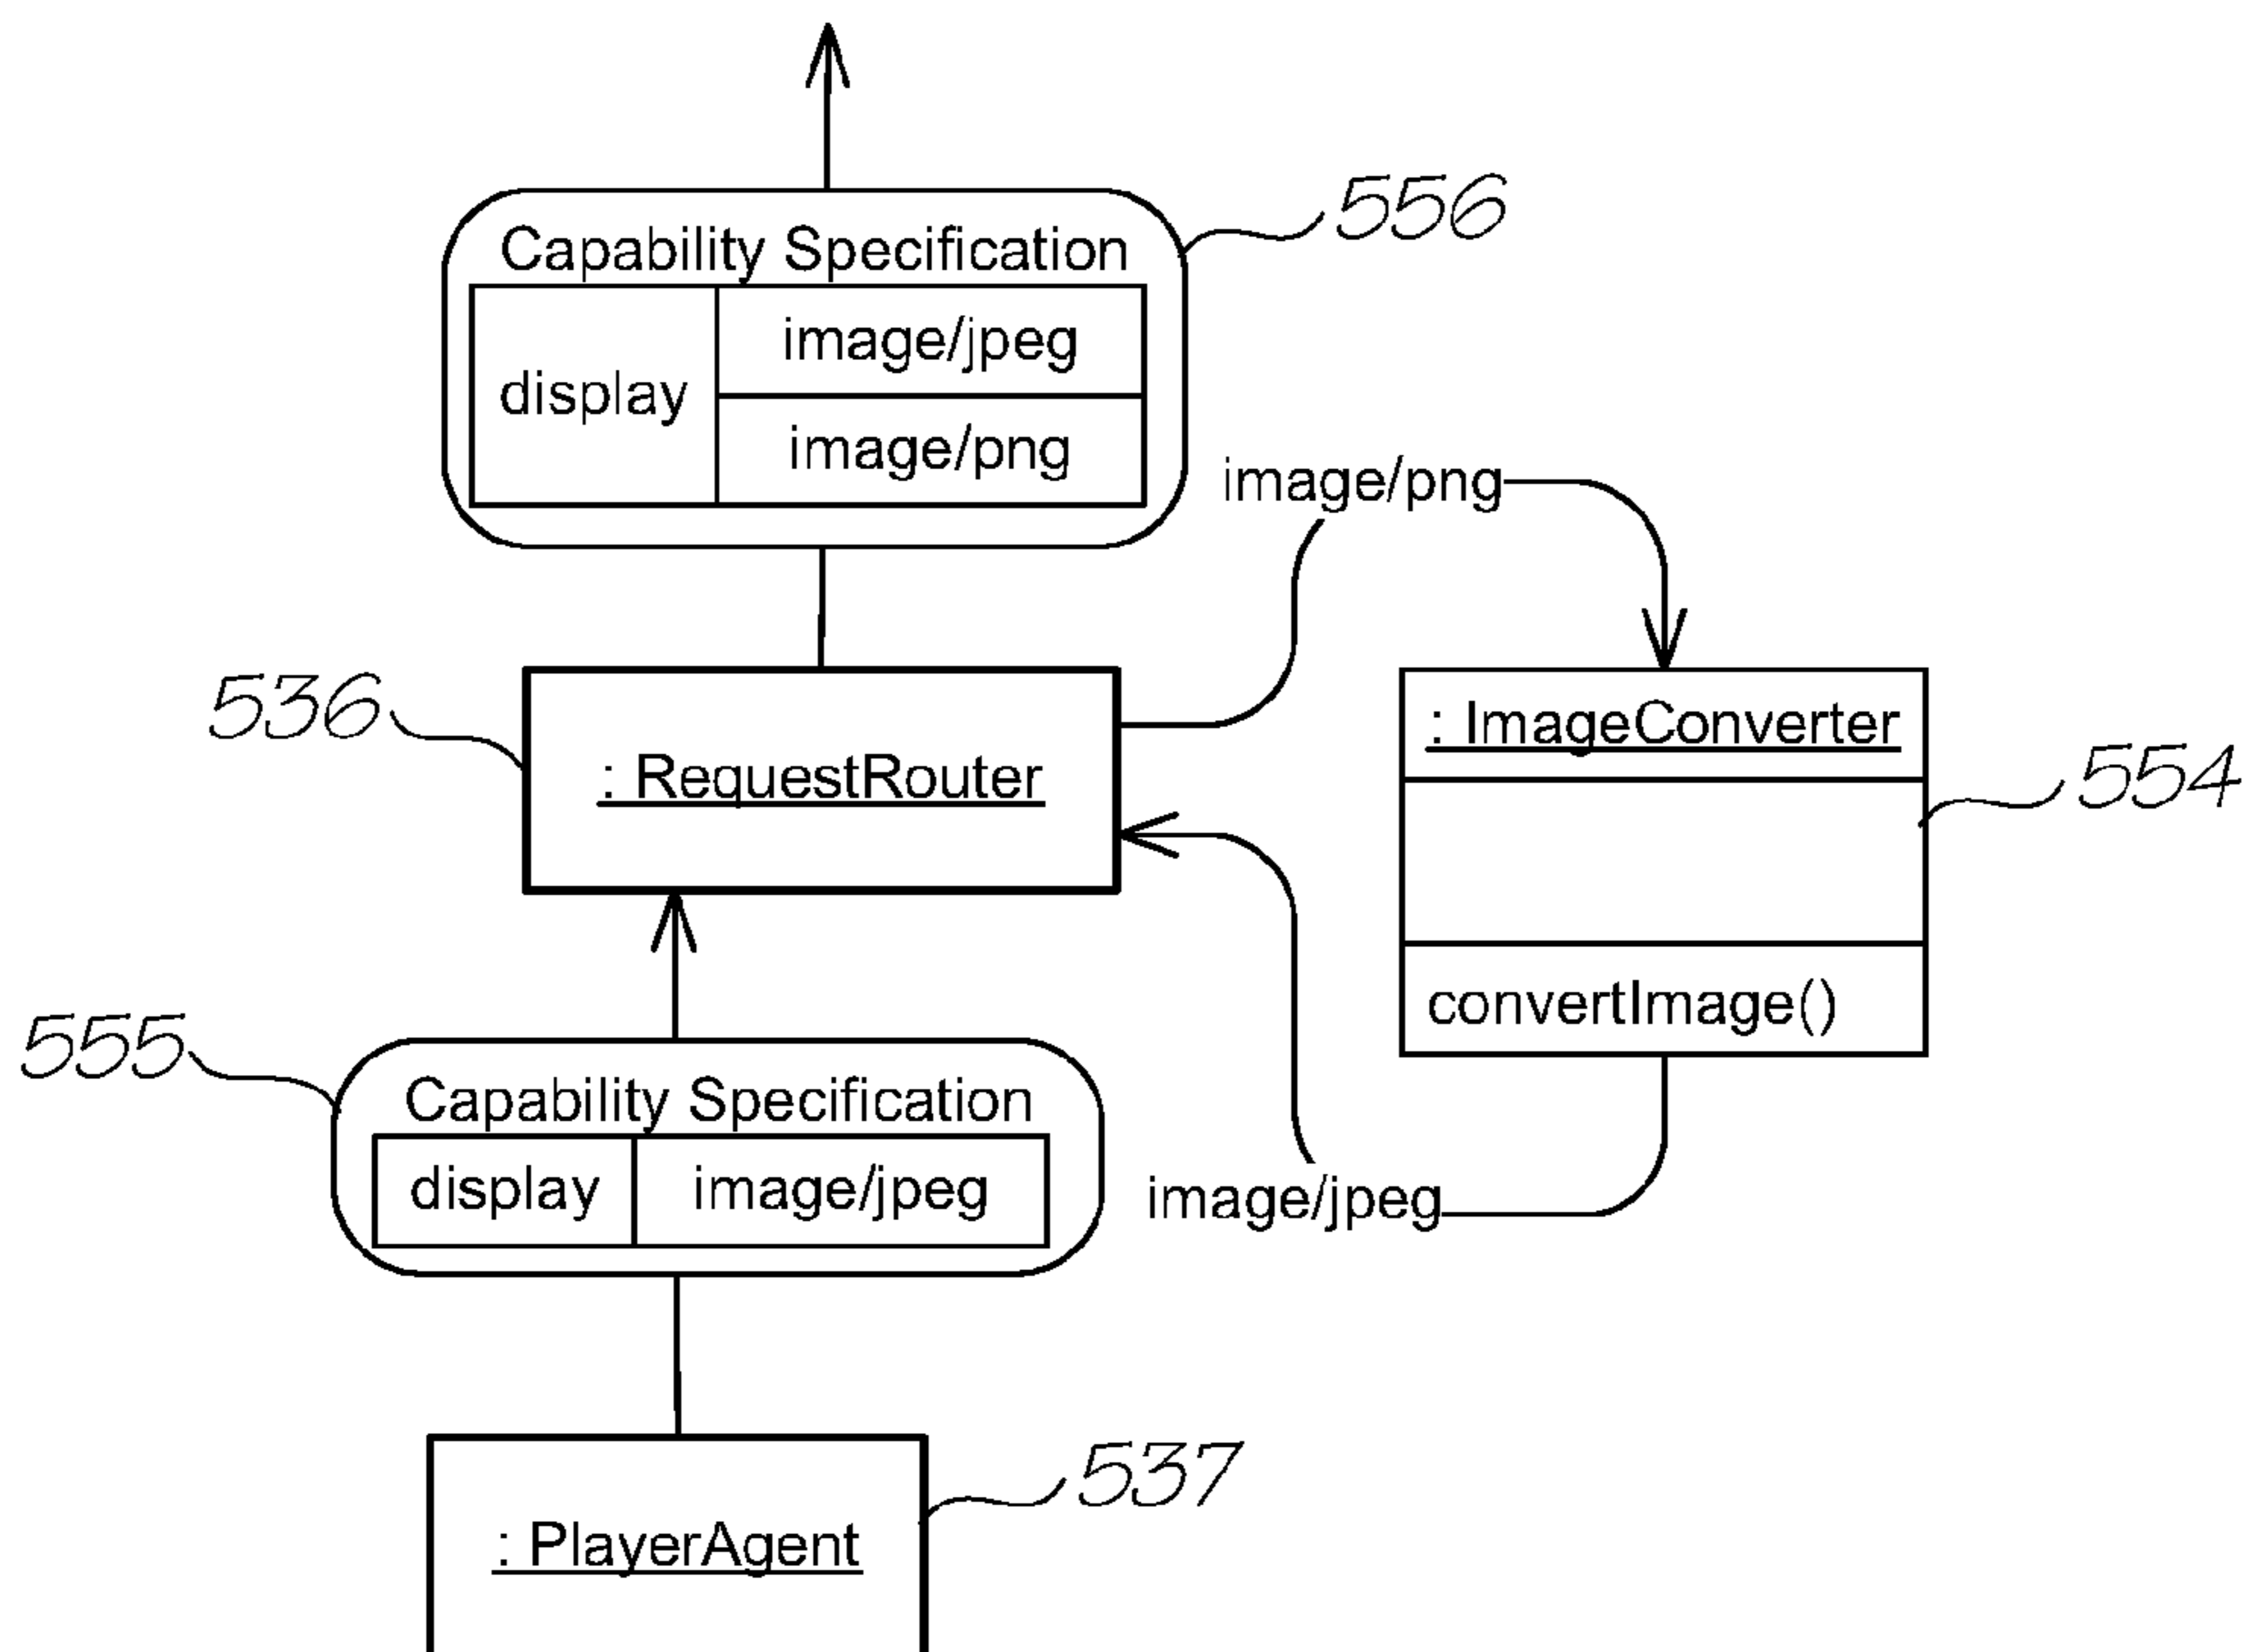 556
Capability Specification
display
image/jpeg
image/png
image/png
536
: RequestRouter
: ImageConverter
554
convertImage()
555
Capability Specification
display
image/jpeg
image/jpeg
537
: PlayerAgent